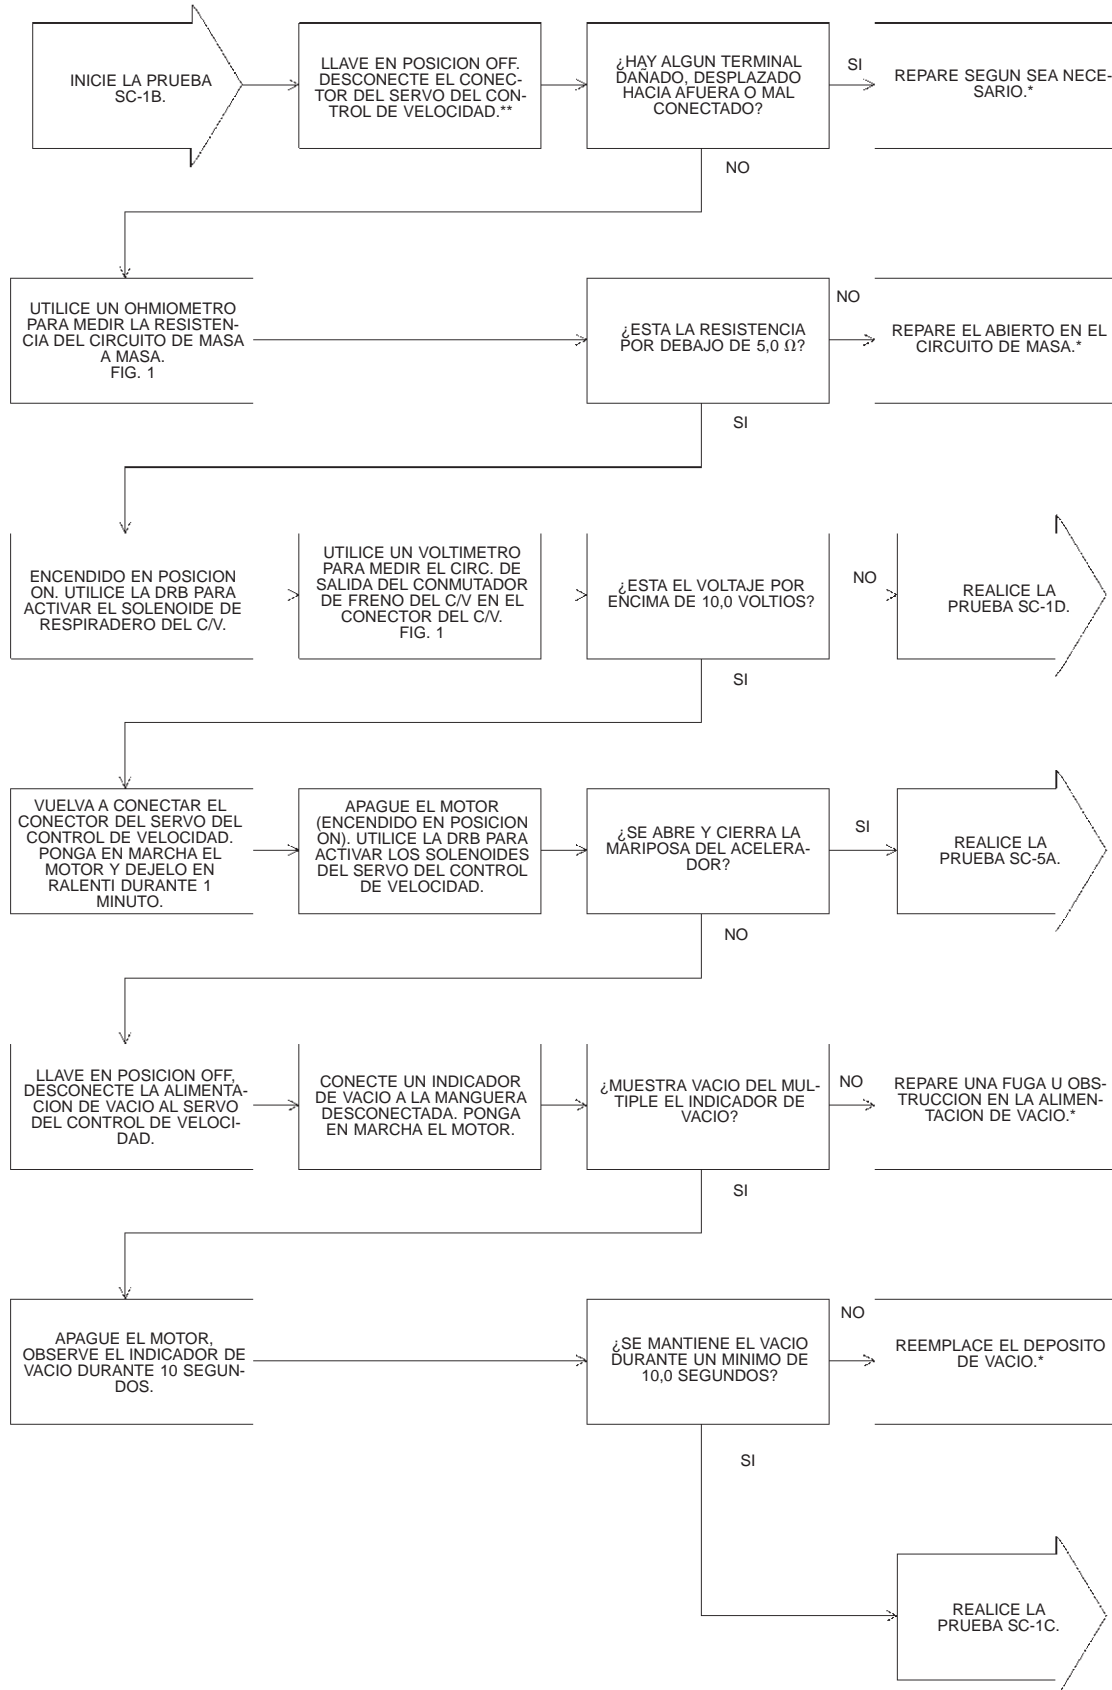 INICIE LA PRUEBA
SC-1B.
LLAVE EN POSICION OFF.
DESCONECTE EL CONEC-
TOR DEL SERVO DEL CON-
TROL DE VELOCIDAD.**
¿HAY ALGUN TERMINAL
DAÑADO, DESPLAZADO
HACIA AFUERA O MAL
CONECTADO?
SI
REPARE SEGUN SEA NECE-
SARIO.*
NO
UTILICE UN OHMIOMETRO
PARA MEDIR LA RESISTEN-
CIA DEL CIRCUITO DE MASA
A MASA.
FIG. 1
¿ESTA LA RESISTENCIA
POR DEBAJO DE 5,0 Ω?
NO
REPARE EL ABIERTO EN EL
CIRCUITO DE MASA.*
SI
ENCENDIDO EN POSICION
ON. UTILICE LA DRB PARA
ACTIVAR EL SOLENOIDE DE
RESPIRADERO DEL C/V.
UTILICE UN VOLTIMETRO
PARA MEDIR EL CIRC. DE
SALIDA DEL CONMUTADOR
DE FRENO DEL C/V EN EL
CONECTOR DEL C/V.
FIG. 1
¿ESTA EL VOLTAJE POR
ENCIMA DE 10,0 VOLTIOS?
NO
REALICE LA
PRUEBA SC-1D.
SI
VUELVA A CONECTAR EL
CONECTOR DEL SERVO DEL
CONTROL DE VELOCIDAD.
PONGA EN MARCHA EL
MOTOR Y DEJELO EN
RALENTI DURANTE 1
MINUTO.
APAGUE EL MOTOR
(ENCENDIDO EN POSICION
ON). UTILICE LA DRB PARA
ACTIVAR LOS SOLENOIDES
DEL SERVO DEL CONTROL
DE VELOCIDAD.
¿SE ABRE Y CIERRA LA
MARIPOSA DEL ACELERA-
DOR?
SI
REALICE LA
PRUEBA SC-5A.
NO
LLAVE EN POSICION OFF,
DESCONECTE LA ALIMENTA-
CION DE VACIO AL SERVO
DEL CONTROL DE VELOCI-
DAD.
CONECTE UN INDICADOR
DE VACIO A LA MANGUERA
DESCONECTADA. PONGA
EN MARCHA EL MOTOR.
¿MUESTRA VACIO DEL MUL-
TIPLE EL INDICADOR DE
VACIO?
NO
REPARE UNA FUGA U OBS-
TRUCCION EN LA ALIMEN-
TACION DE VACIO.*
SI
APAGUE EL MOTOR,
OBSERVE EL INDICADOR DE
VACIO DURANTE 10 SEGUN-
DOS.
¿SE MANTIENE EL VACIO
DURANTE UN MINIMO DE
10,0 SEGUNDOS?
NO
REEMPLACE EL DEPOSITO
DE VACIO.*
SI
REALICE LA
PRUEBA SC-1C.